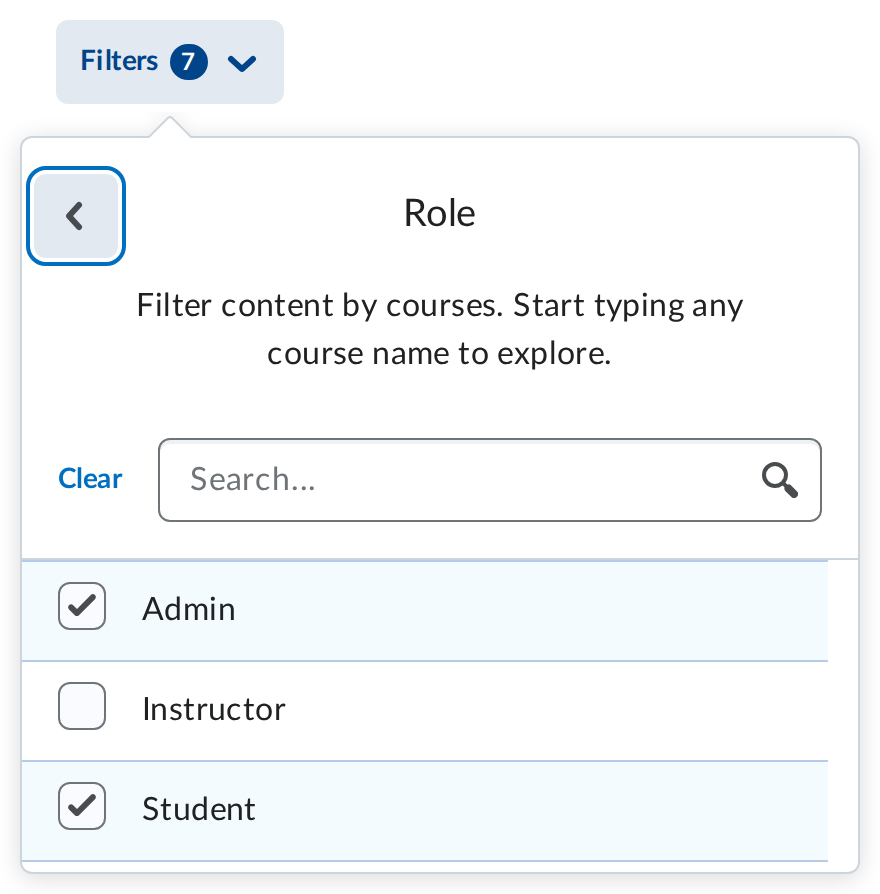 Filters 7
Role
Filter content by courses. Start typing any
course name to explore.
Clear Search...
Admin
Instructor
Student